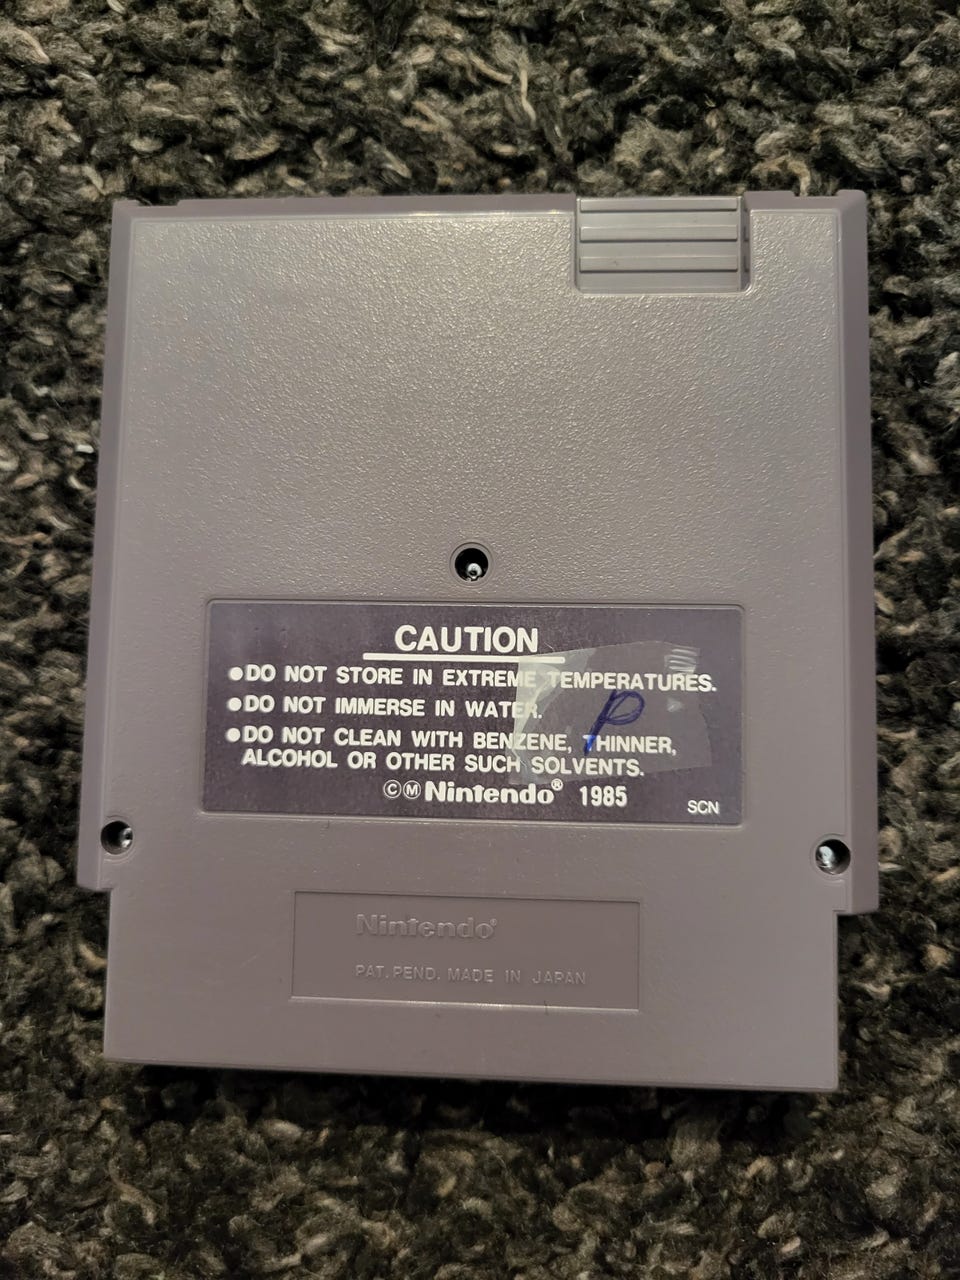 CAUTION
●DO NOT STORE IN EXTREME TEMPERATURES.
●DO NOT IMMERSE IN WATER.
P
●DO NOT CLEAN WITH BENZENE, THINNER,
ALCOHOL OR OTHER SUCH SOLVENTS.
©Ⓜ Nintendo® 1985
SCN
Nintendo®
PAT. PEND. MADE IN JAPAN